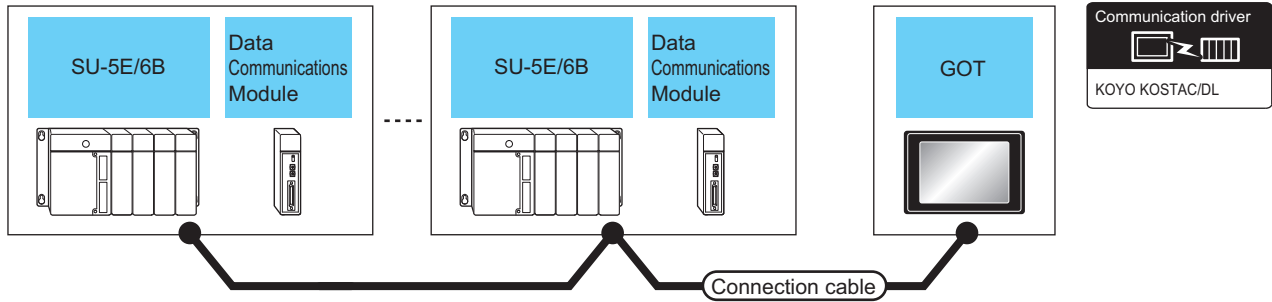 SU-5E/6B
Data
Communications
Module
SU-5E/6B
Data
Communications
Module
GOT
Communication driver
KOYO KOSTAC/DL
Connection cable